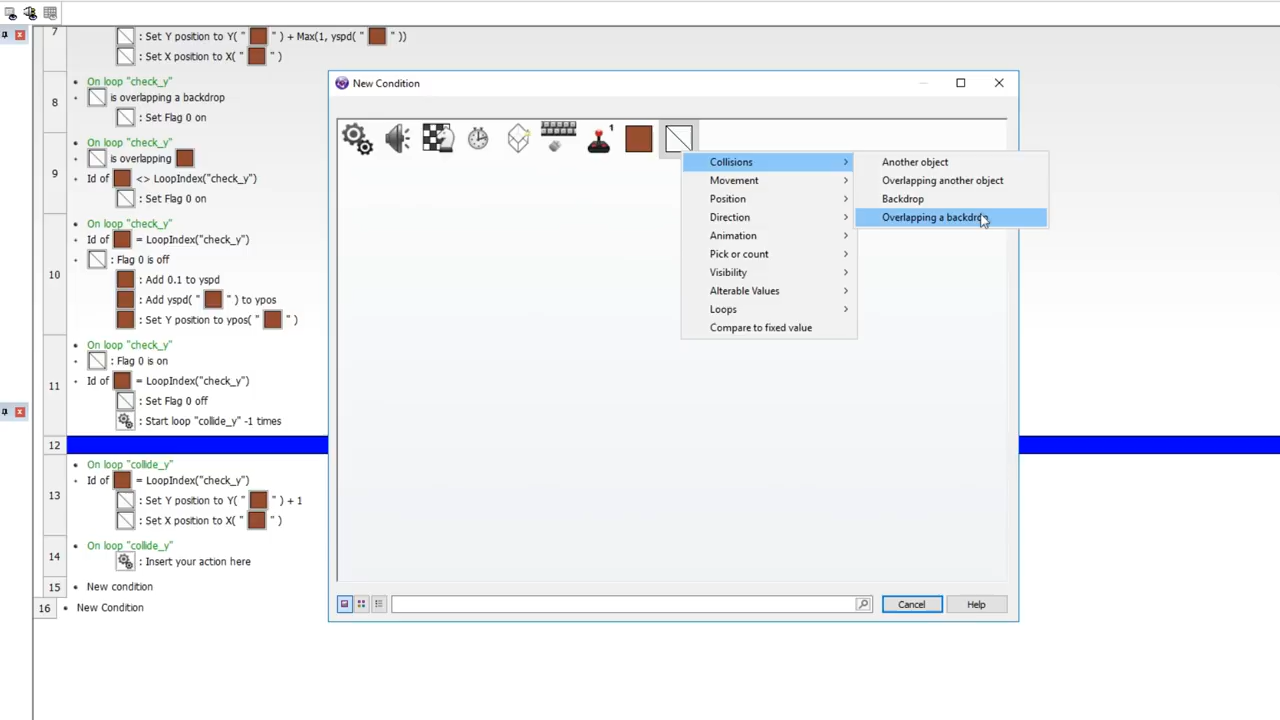 7
: Set Y position to Y( " " ) + Max(1, yspd( " " ))
: Set X position to X( " " )
8
On loop "check_y"
is overlapping a backdrop
: Set Flag 0 on
9
On loop "check_y"
is overlapping
Id of <> LoopIndex("check_y")
: Set Flag 0 on
10
On loop "check_y"
Id of = LoopIndex("check_y")
: Flag 0 is off
: Add 0.1 to yspd
: Add yspd( " " ) to ypos
: Set Y position to ypos( " " )
11
On loop "check_y"
: Flag 0 is on
Id of = LoopIndex("check_y")
: Set Flag 0 off
: Start loop "collide_y" -1 times
12
13
On loop "collide_y"
Id of = LoopIndex("check_y")
: Set Y position to Y( " " ) + 1
: Set X position to X( " " )
14
On loop "collide_y"
: Insert your action here
15 New condition
16 New Condition
New Condition
1
Collisions
Movement
Position
Direction
Animation
Pick or count
Visibility
Alterable Values
Loops
Compare to fixed value
Another object
Overlapping another object
Backdrop
Overlapping a backdrop
Cancel
Help